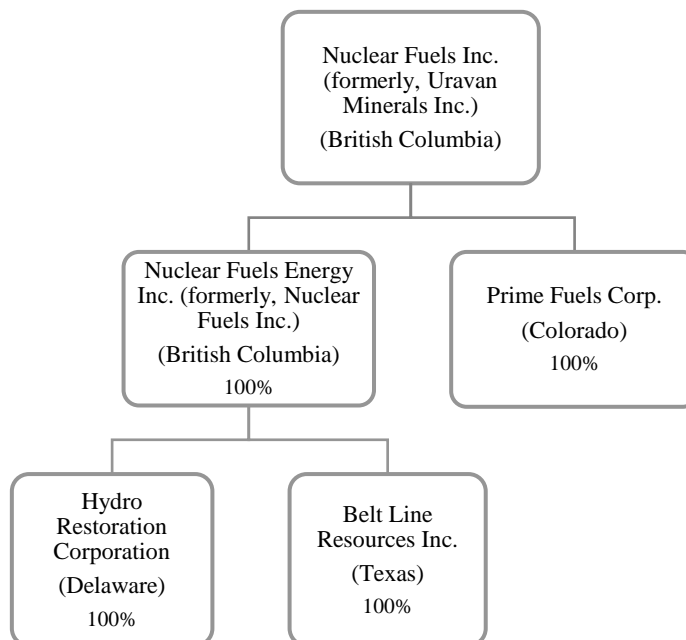 Nuclear Fuels Inc.
(formerly, Uravan
Minerals Inc.)
(British Columbia)
Nuclear Fuels Energy
Inc. (formerly, Nuclear
Fuels Inc.)
(British Columbia)
100%
Prime Fuels Corp.
(Colorado)
100%
Hydro
Restoration
Corporation
(Delaware)
100%
Belt Line
Resources Inc.
(Texas)
100%